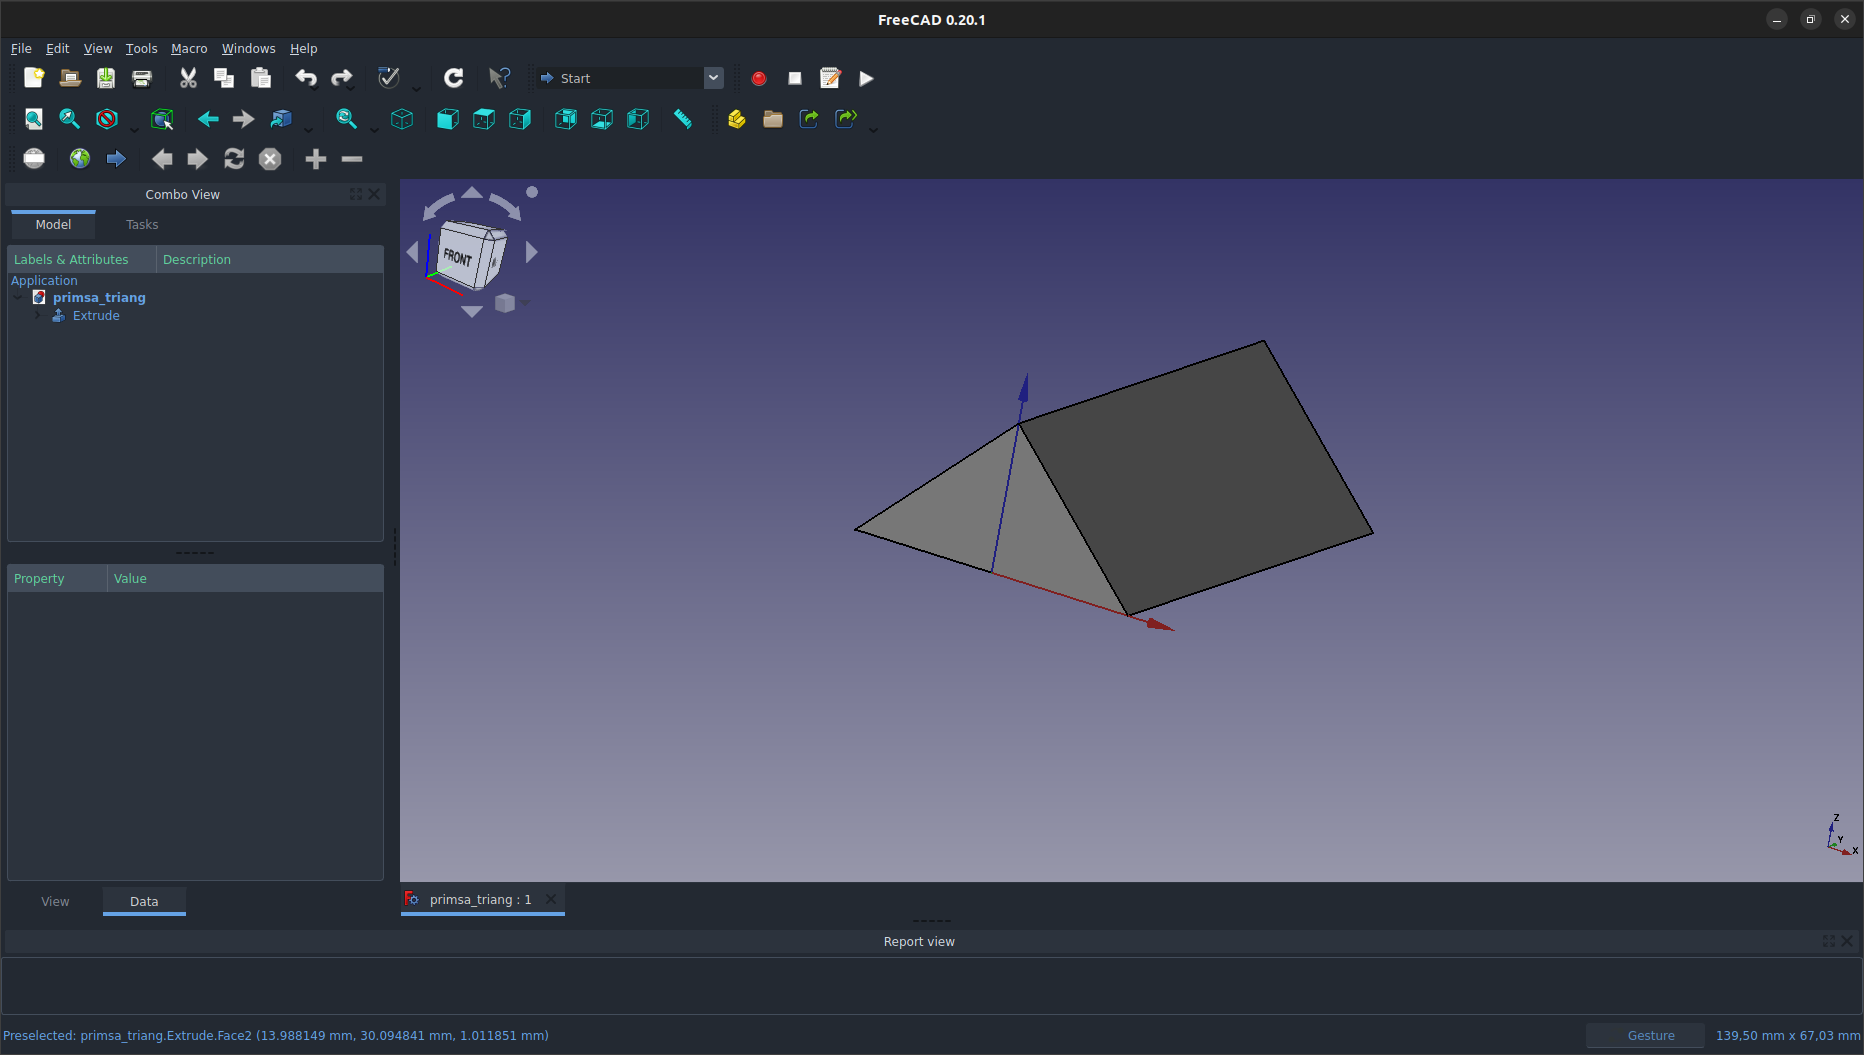 FreeCAD 0.20.1
File Edit View Tools Macro Windows Help
Start
Combo View
Model Tasks
Labels & Attributes Description
Application
primsa_triang
Extrude
FRONT
Property Value
View Data
Z
Y
X
primsa_triang : 1
Report view
Preselected: primsa_triang.Extrude.Face2 (13.988149 mm, 30.094841 mm, 1.011851 mm)
Gesture 139,50 mm x 67,03 mm